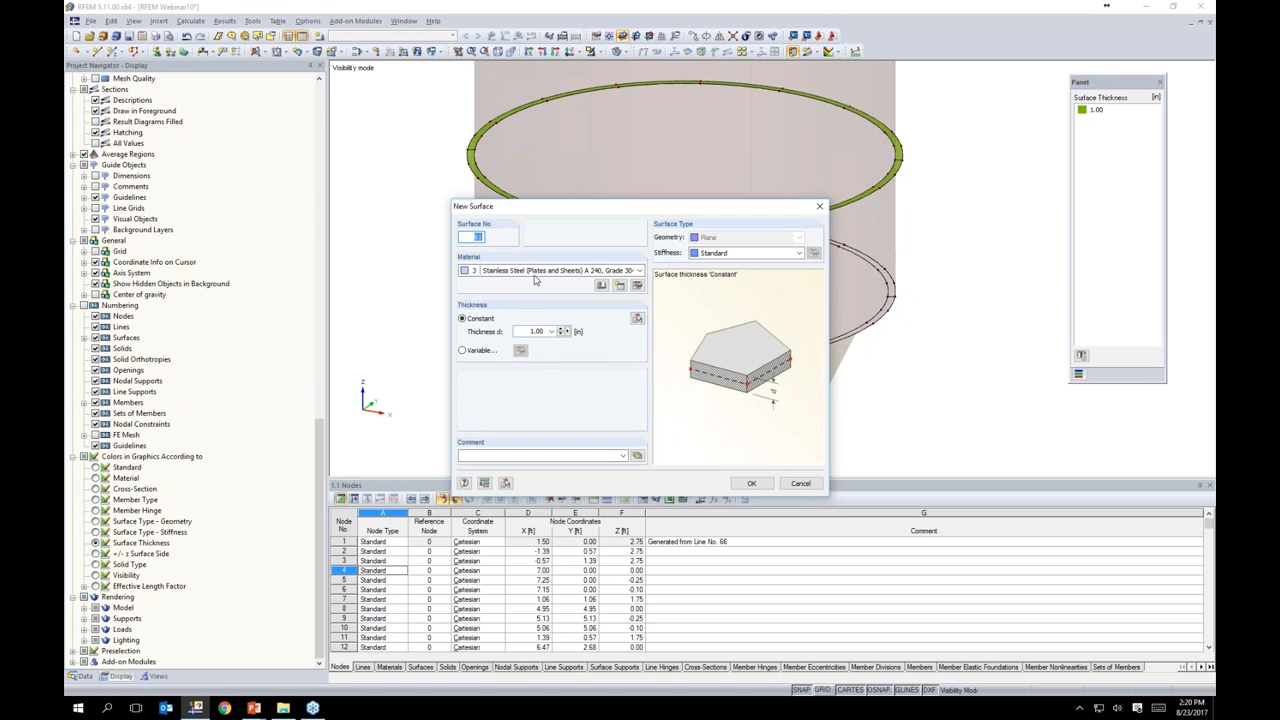 RFEM 5.11.00 x64 - [RFEM Webinar10*]
File Edit View Insert Calculate Results Tools Table Options Add-on Modules Window Help
Project Navigator - Display
Mesh Quality
Sections
Descriptions
Draw in Foreground
Result Diagrams Filled
Hatching
All Values
Average Regions
Guide Objects
Dimensions
Comments
Guidelines
Line Grids
Visual Objects
Background Layers
General
Grid
Coordinate Info on Cursor
Axis System
Show Hidden Objects in Background
Center of gravity
Numbering
Nodes
Lines
Surfaces
Solids
Solid Orthotropies
Openings
Nodal Supports
Line Supports
Members
Sets of Members
Nodal Constraints
FE Mesh
Guidelines
Colors in Graphics According to
Standard
Material
Cross-Section
Member Type
Member Hinge
Surface Type - Geometry
Surface Type - Stiffness
Surface Thickness
+/- z Surface Side
Solid Type
Visibility
Effective Length Factor
Rendering
Model
Supports
Loads
Lighting
Preselection
Add-on Modules
Data Display Views
Visibility mode
Z
Y
X
Panel
Surface Thickness [in]
1.00
New Surface
Surface No.
Material
3 Stainless Steel (Plates and Sheets) A 240, Grade 30
Thickness
Constant
Thickness d: 1.00 [in]
Variable...
Comment
Surface Type
Geometry: Plane
Stiffness: Standard
Surface thickness 'Constant'
d
OK Cancel
1.1 Nodes
A B C D E F G
Node No. Node Type Reference Node Coordinate System Node Coordinates X [ft] Y [ft] Z [ft] Comment
1 Standard 0 Cartesian 1.50 0.00 2.75 Generated from Line No. 66
2 Standard 0 Cartesian -1.39 0.57 2.75
3 Standard 0 Cartesian -0.57 1.39 2.75
4 Standard 0 Cartesian 7.00 0.00 0.00
5 Standard 0 Cartesian 7.25 0.00 -0.25
6 Standard 0 Cartesian 7.15 0.00 -0.10
7 Standard 0 Cartesian 1.06 1.06 1.75
8 Standard 0 Cartesian 4.95 4.95 0.00
9 Standard 0 Cartesian 5.13 5.13 -0.25
10 Standard 0 Cartesian 5.06 5.06 -0.10
11 Standard 0 Cartesian 1.39 0.57 1.75
12 Standard 0 Cartesian 6.47 2.68 0.00
Nodes Lines Materials Surfaces Solids Openings Nodal Supports Line Supports Surface Supports Line Hinges Cross-Sections Member Hinges Member Eccentricities Member Divisions Members Member Elastic Foundations Member Nonlinearities Sets of Members
SNAP GRID CARTES OSNAP GLINES DXF Visibility Mode
2:20 PM
8/23/2017